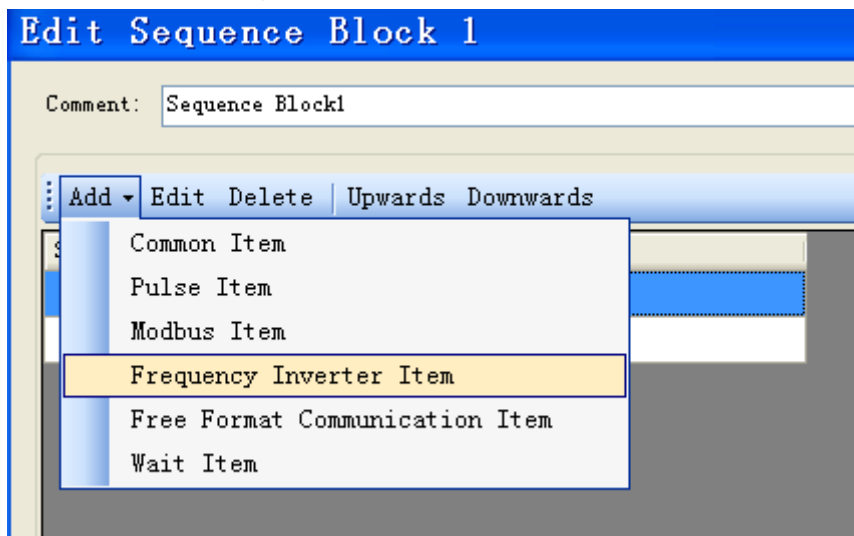 Edit Sequence Block 1
Comment: Sequence Block1
Add Edit Delete Upwards Downwards
Common Item
Pulse Item
Modbus Item
Frequency Inverter Item
Free Format Communication Item
Wait Item